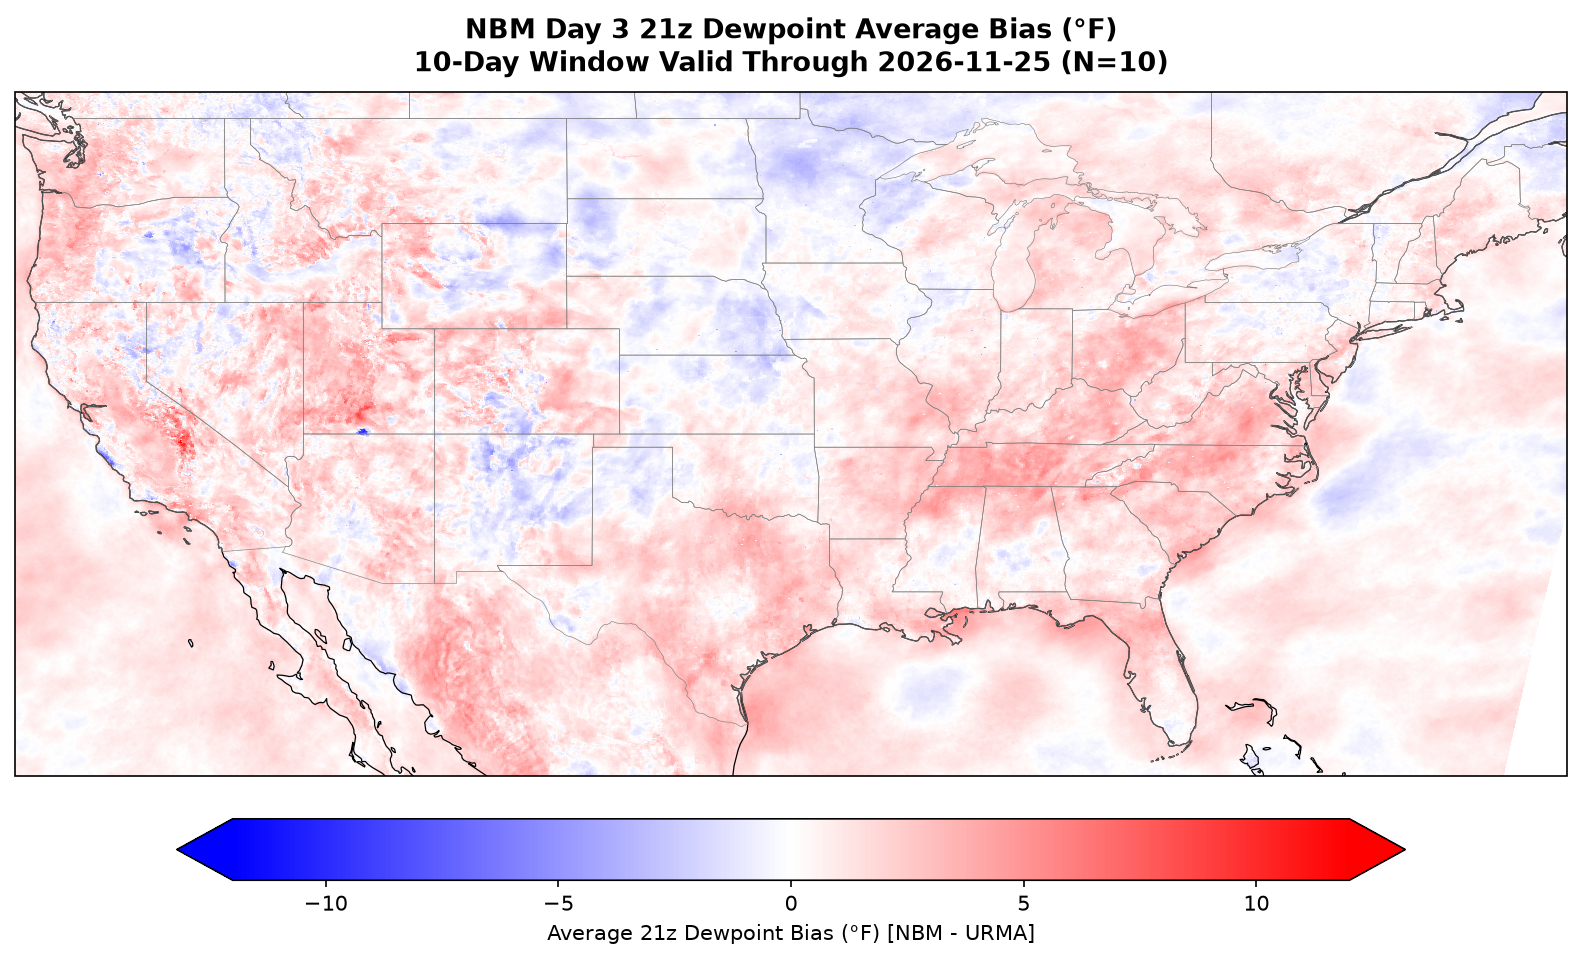 NBM Day 3 21z Dewpoint Average Bias (°F)
10-Day Window Valid Through 2026-11-25 (N=10)
−10 −5 0 5 10
Average 21z Dewpoint Bias (°F) [NBM - URMA]